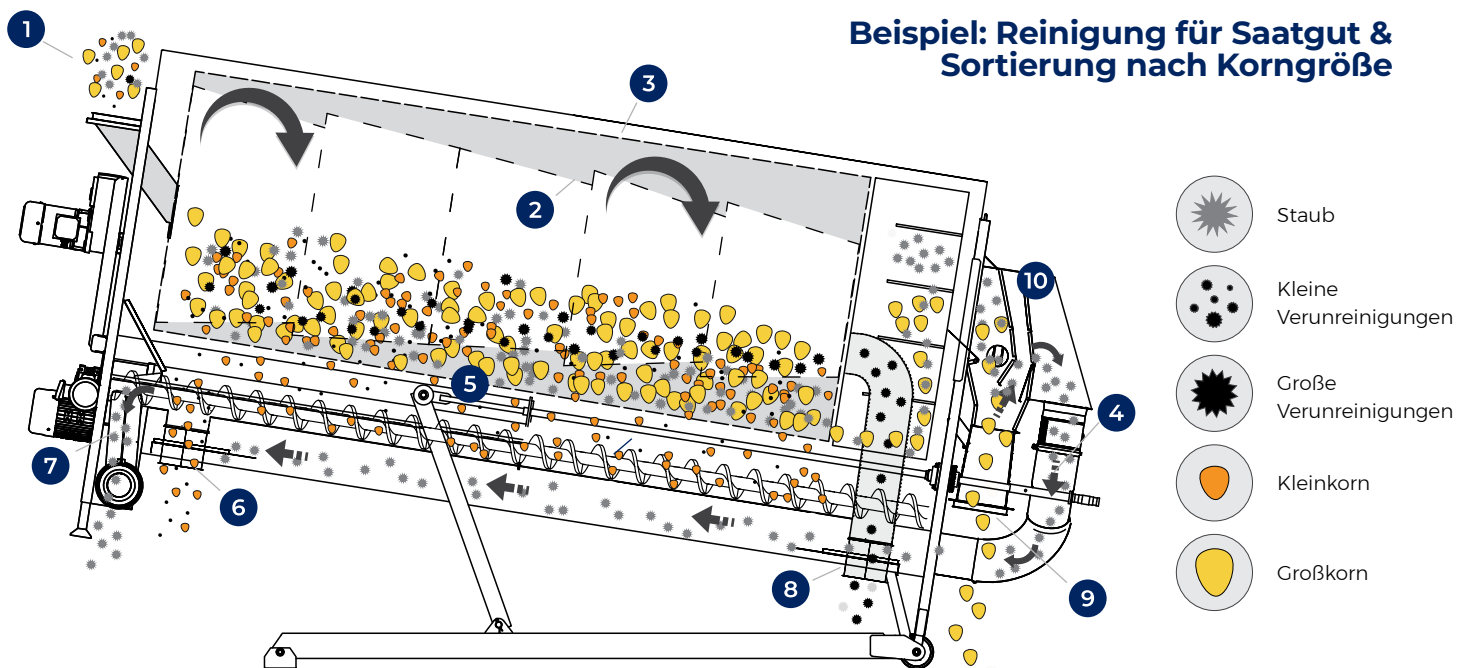 Beispiel: Reinigung für Saatgut &
Sortierung nach Korngröße
1
3
2
10
5
4
7
6
8
9
Staub
Kleine
Verunreinigungen
Große
Verunreinigungen
Kleinkorn
Großkorn